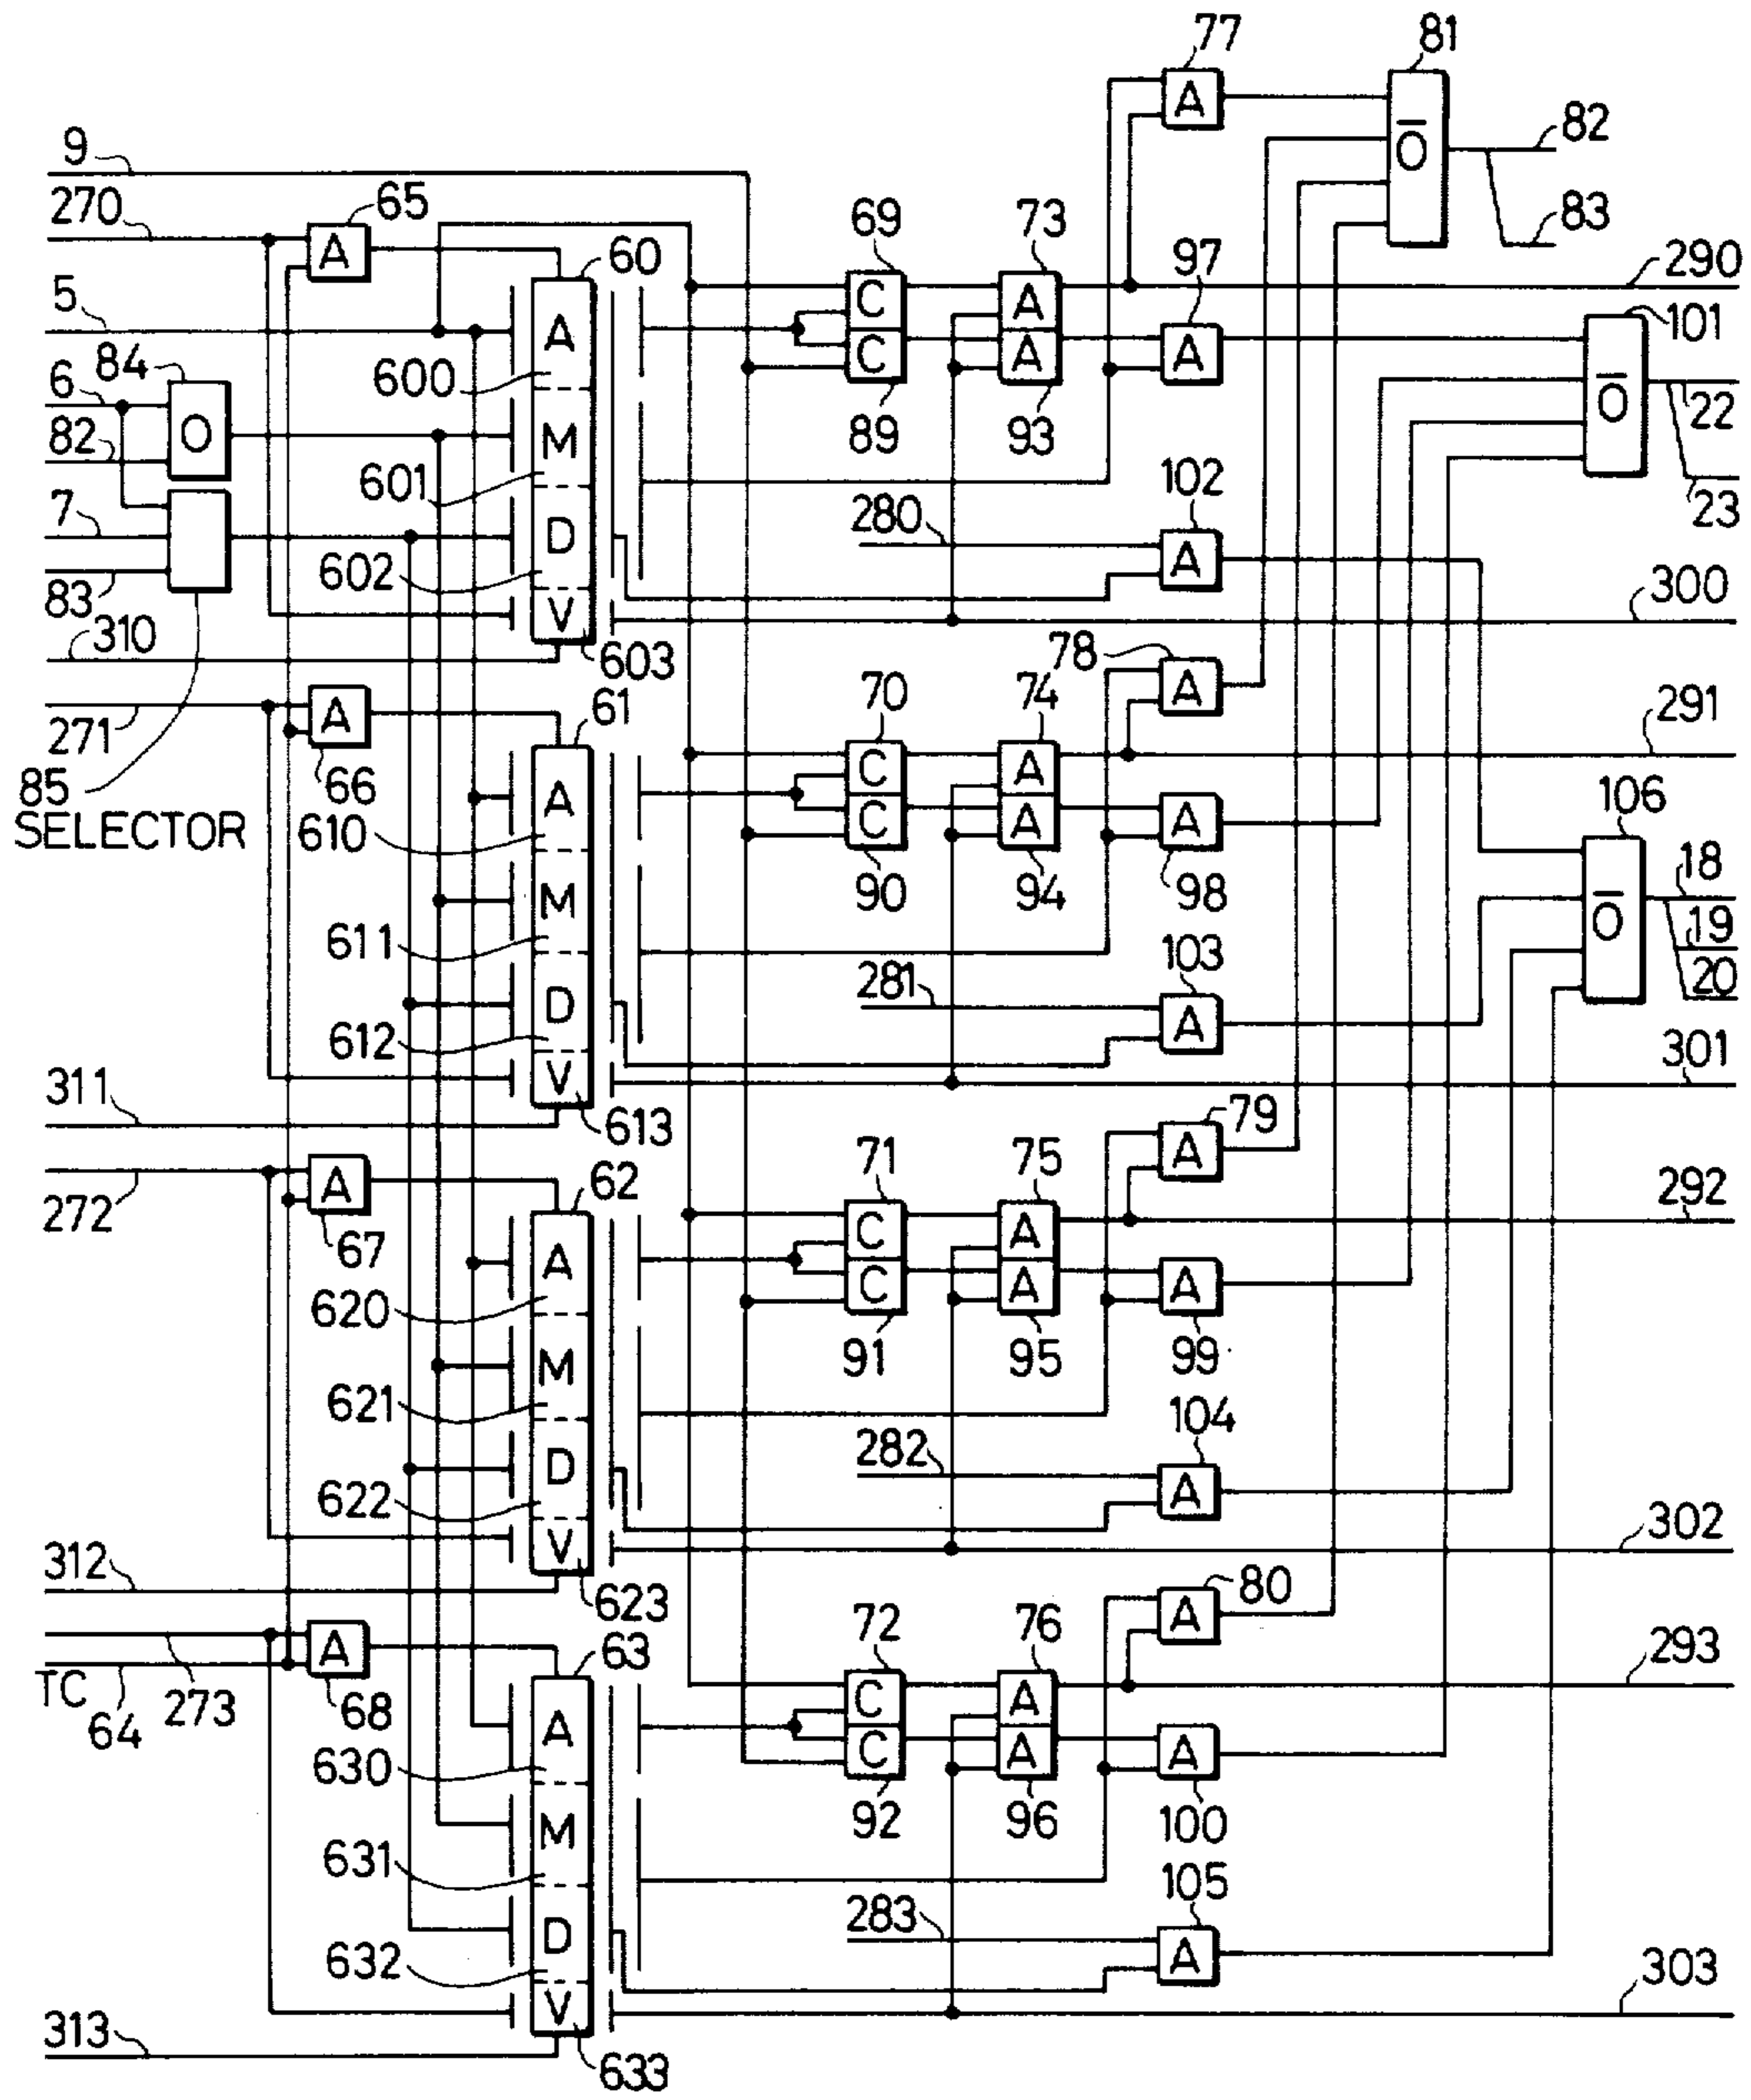 77
81
82
83
9
270
65
60
69
73
97
290
A
A
Ō
5
A
C
A
101
84
600
C
A
A
6
O
M
89
93
Ō
22
82
601
102
23
7
D
280
A
83
602
310
V
603
300
78
A
271
A
61
70
74
291
66
C
A
85
SELECTOR
A
C
A
A
106
610
90
94
98
18
M
Ō
19
611
103
20
D
281
A
612
311
V
613
301
79
A
272
A
62
71
75
292
67
C
A
A
C
A
A
620
91
95
99
M
621
104
D
282
A
622
312
V
623
302
80
A
TC
64
273
A
68
63
72
76
293
C
A
A
C
A
A
630
92
96
100
M
631
105
D
283
A
632
313
V
633
303